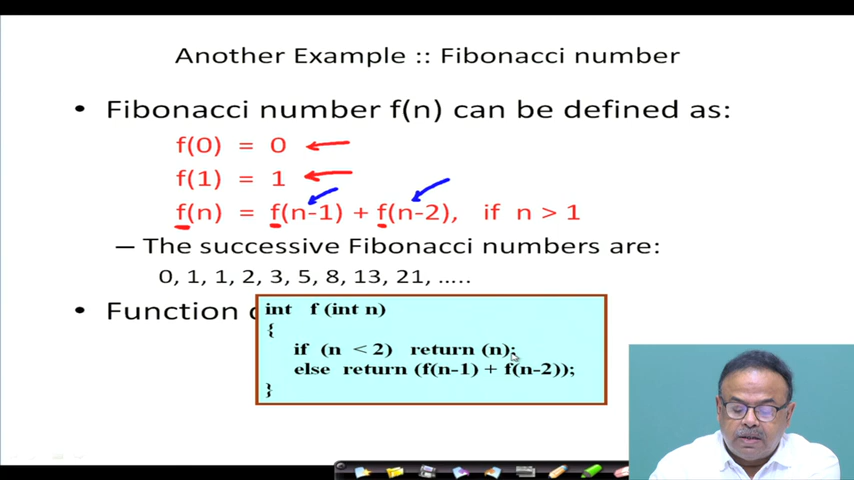 Another Example :: Fibonacci number
• Fibonacci number f(n) can be defined as:
f(0) = 0
f(1) = 1
f(n) = f(n-1) + f(n-2), if n > 1
– The successive Fibonacci numbers are:
0, 1, 1, 2, 3, 5, 8, 13, 21, …..
• Function
int f (int n)
{
if (n < 2) return (n);
else return (f(n-1) + f(n-2));
}